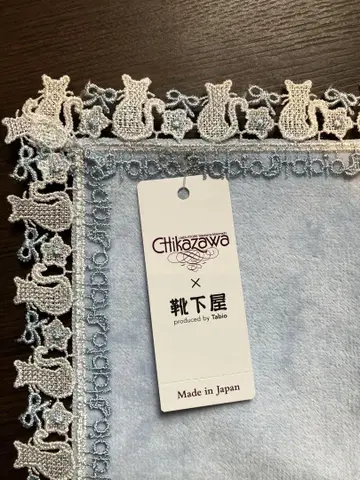 CHIKAZAWA
×
靴下屋
produced by Tabio
Made in Japan